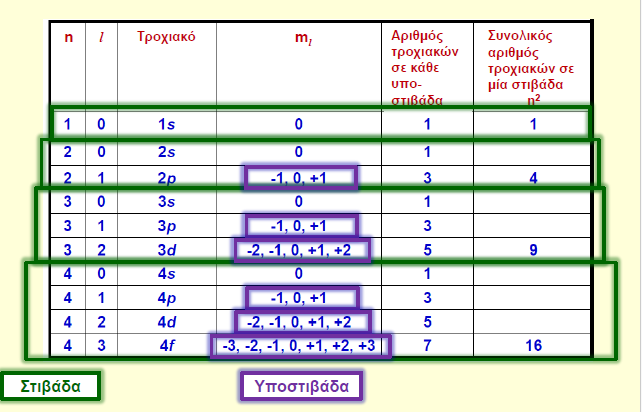 n l Τροχιακό ml Αριθμός τροχιακών σε κάθε υπο-στιβάδα Συνολικός αριθμός τροχιακών σε μία στιβάδα n2
1 0 1s 0 1 1
2 0 2s 0 1
2 1 2p -1, 0, +1 3 4
3 0 3s 0 1
3 1 3p -1, 0, +1 3
3 2 3d -2, -1, 0, +1, +2 5 9
4 0 4s 0 1
4 1 4p -1, 0, +1 3
4 2 4d -2, -1, 0, +1, +2 5
4 3 4f -3, -2, -1, 0, +1, +2, +3 7 16
Στιβάδα Υποστιβάδα